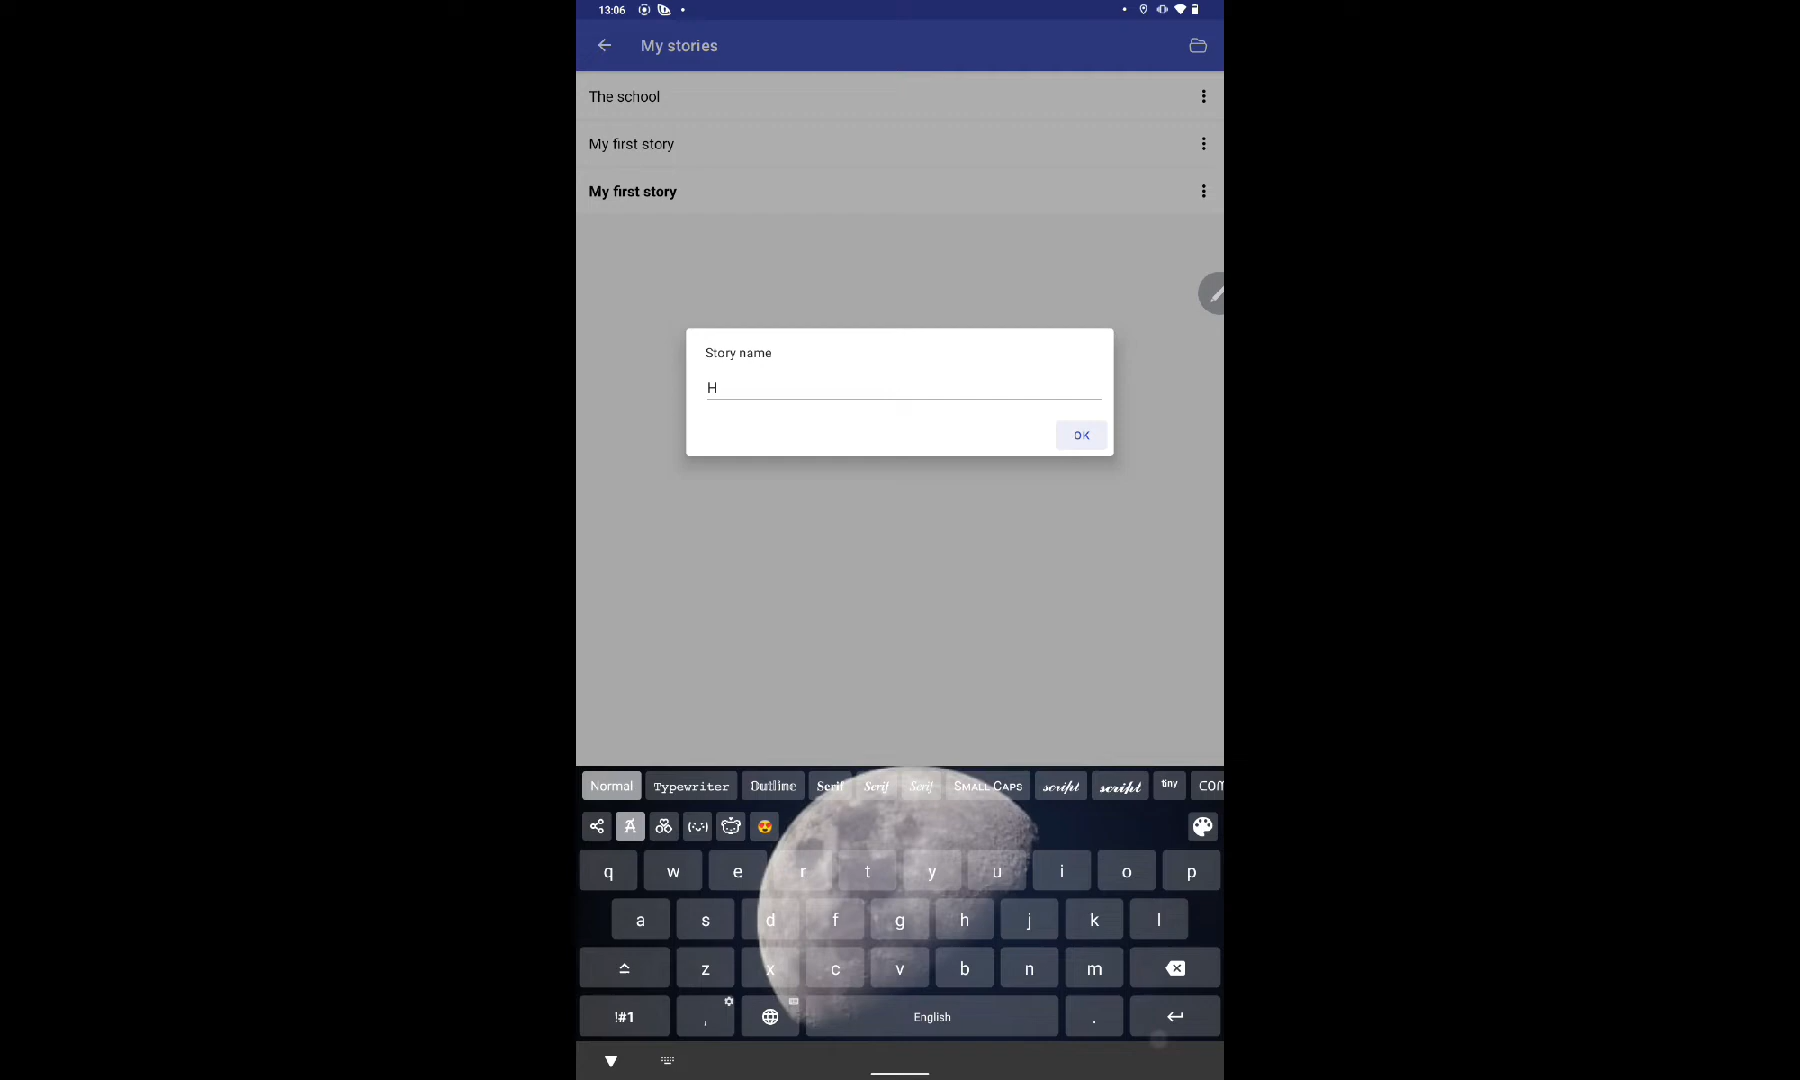 13:06
My stories
The school
My first story
My first story
Story name
H
OK
Normal Typewriter Outline Serif Serif Serif SMALL CAPS script script tiny COM
q w e r t y u i o p
a s d f g h j k l
z x c v b n m
!#1 , English .